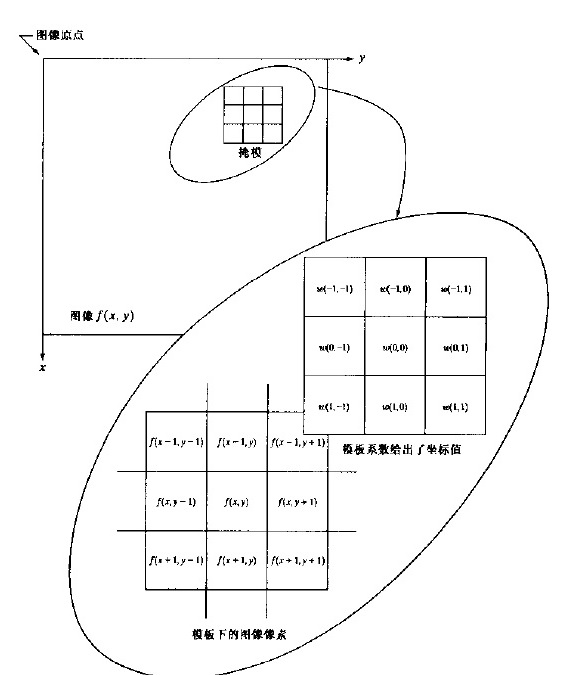 图像原点
y
掩模
图像 f(x, y)
x
w(-1,-1) w(-1,0) w(-1,1)
w(0,-1) w(0,0) w(0,1)
w(1,-1) w(1,0) w(1,1)
模板系数给出了坐标值
f(x-1,y-1) f(x-1,y) f(x-1,y+1)
f(x,y-1) f(x,y) f(x,y+1)
f(x+1,y-1) f(x+1,y) f(x+1,y+1)
模板下的图像像素